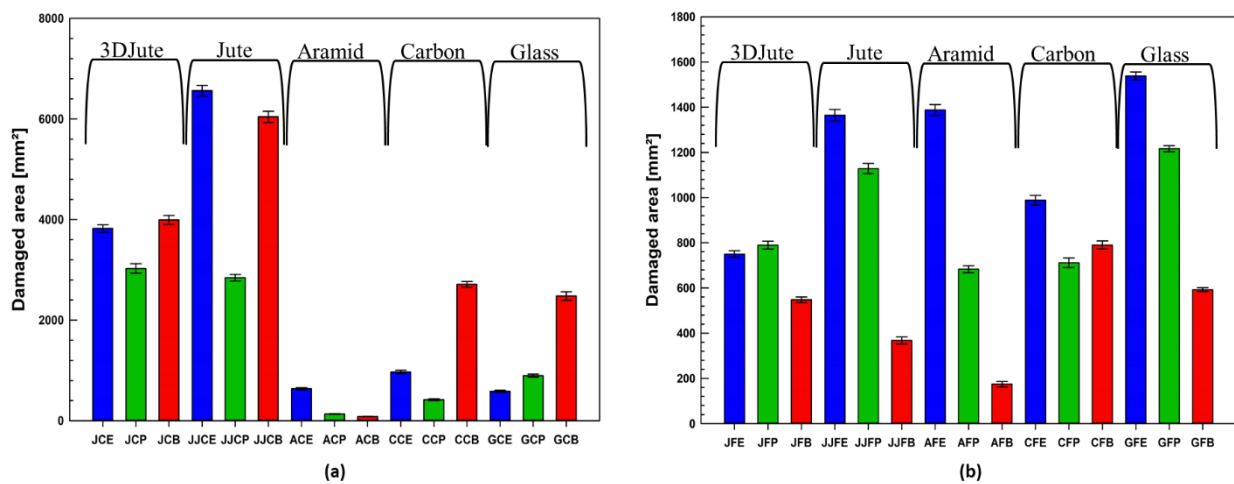 8000
6000
4000
2000
0
Damaged area [mm²]
3DJute Jute Aramid Carbon Glass
JCE JCP JCB JJCE JJCP JJCB ACE ACP ACB CCE CCP CCB GCE GCP GCB
(a)
1800
1600
1400
1200
1000
800
600
400
200
0
Damaged area [mm²]
3DJute Jute Aramid Carbon Glass
JFE JFP JFB JJFE JJFP JJFB AFE AFP AFB CFE CFP CFB GFE GFP GFB
(b)